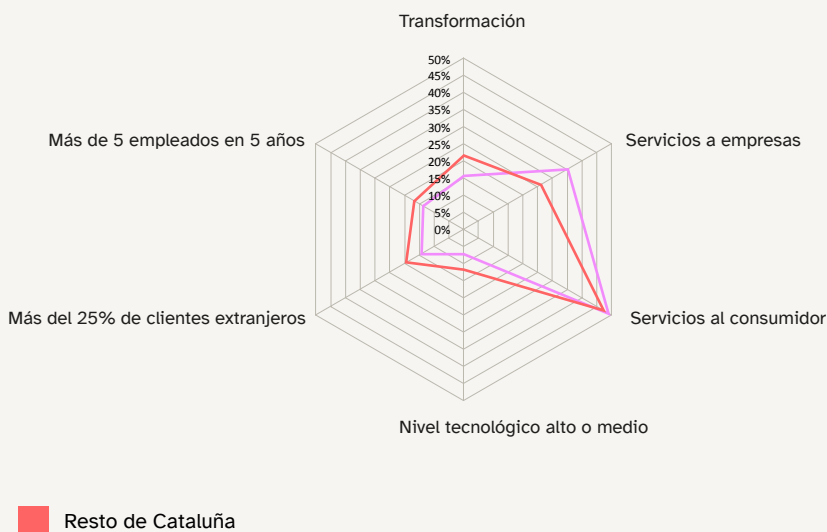 Transformación
50%
45%
40%
35%
30%
25%
20%
15%
10%
5%
0%
Más de 5 empleados en 5 años
Servicios a empresas
Más del 25% de clientes extranjeros
Servicios al consumidor
Nivel tecnológico alto o medio
Resto de Cataluña